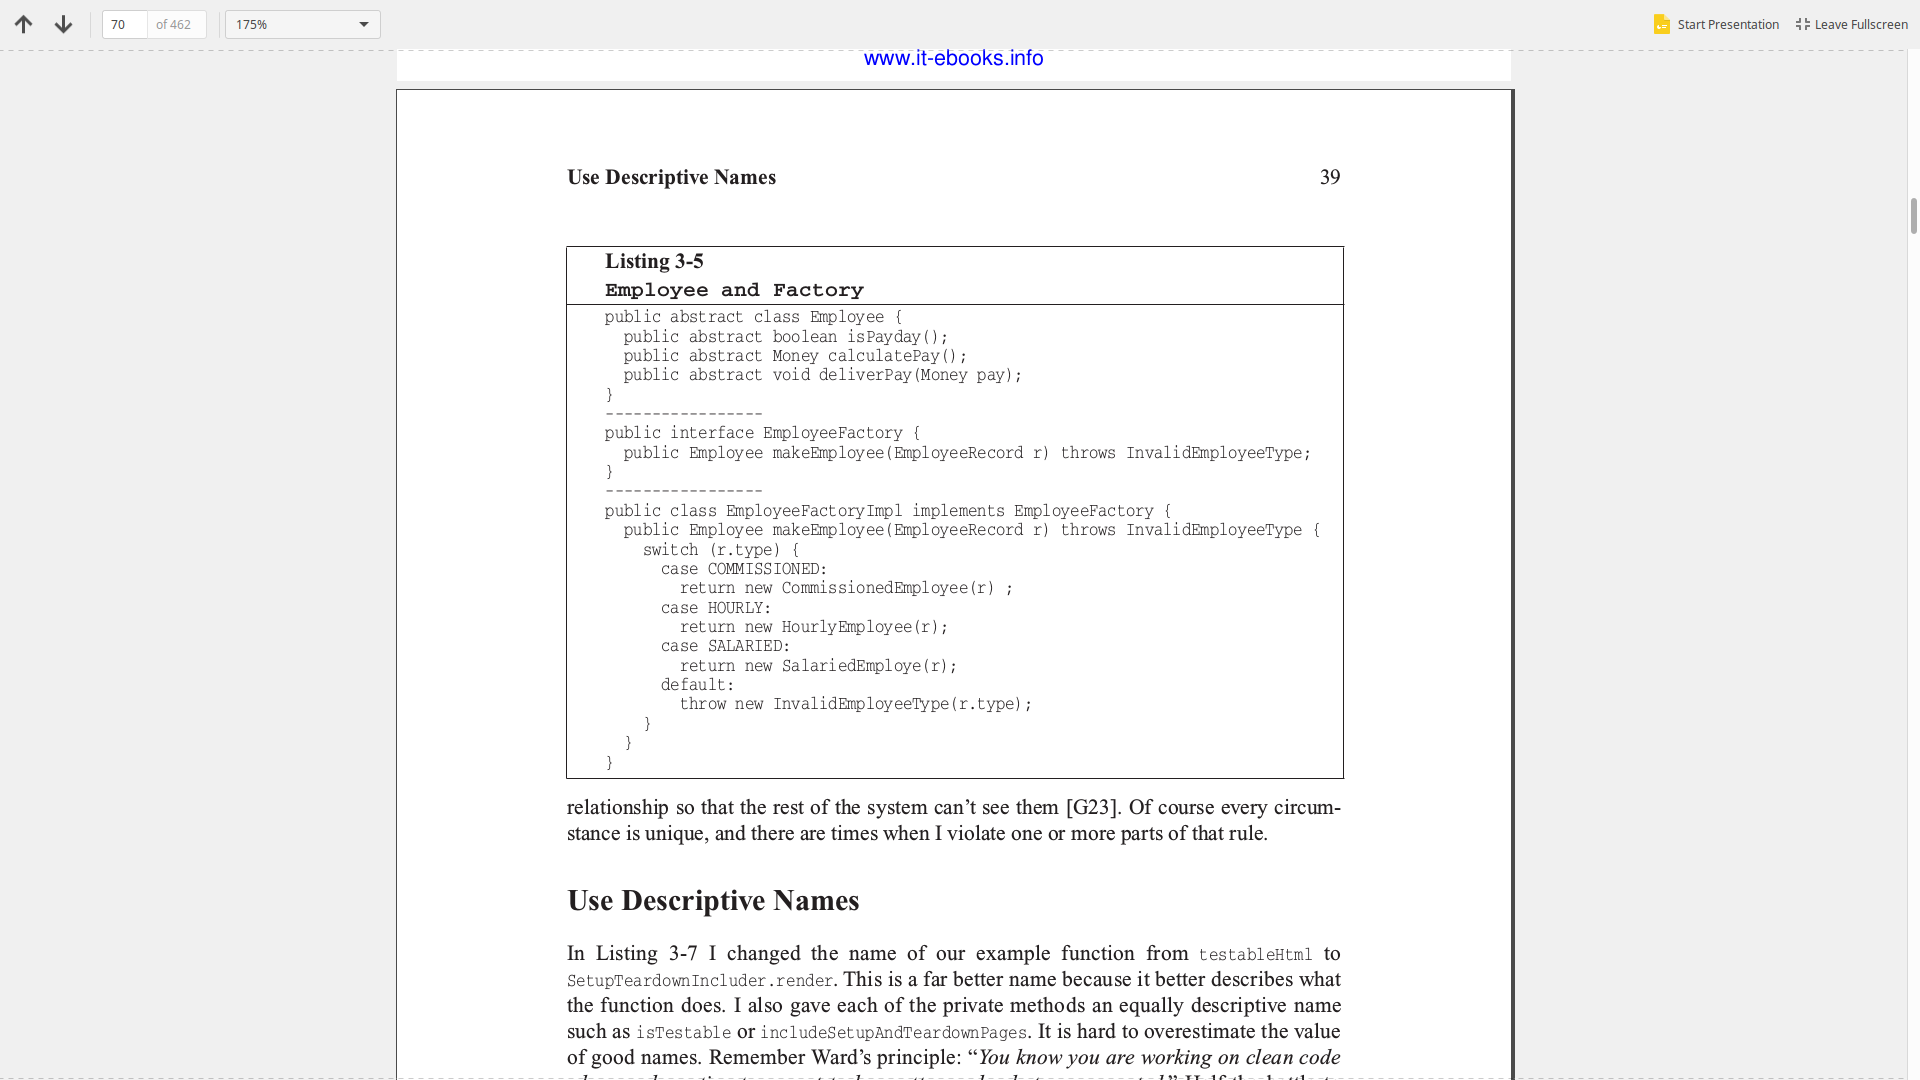 70 of 462 175% Start Presentation Leave Fullscreen
www.it-ebooks.info
Use Descriptive Names 39
Listing 3-5
Employee and Factory
public abstract class Employee {
  public abstract boolean isPayday();
  public abstract Money calculatePay();
  public abstract void deliverPay(Money pay);
}
-----------------
public interface EmployeeFactory {
  public Employee makeEmployee(EmployeeRecord r) throws InvalidEmployeeType;
}
-----------------
public class EmployeeFactoryImpl implements EmployeeFactory {
  public Employee makeEmployee(EmployeeRecord r) throws InvalidEmployeeType {
    switch (r.type) {
      case COMMISSIONED:
        return new CommissionedEmployee(r) ;
      case HOURLY:
        return new HourlyEmployee(r);
      case SALARIED:
        return new SalariedEmploye(r);
      default:
        throw new InvalidEmployeeType(r.type);
    }
  }
}
relationship so that the rest of the system can’t see them [G23]. Of course every circum-
stance is unique, and there are times when I violate one or more parts of that rule.
Use Descriptive Names
In Listing 3-7 I changed the name of our example function from testableHtml to
SetupTeardownIncluder.render. This is a far better name because it better describes what
the function does. I also gave each of the private methods an equally descriptive name
such as isTestable or includeSetupAndTeardownPages. It is hard to overestimate the value
of good names. Remember Ward’s principle: “You know you are working on clean code